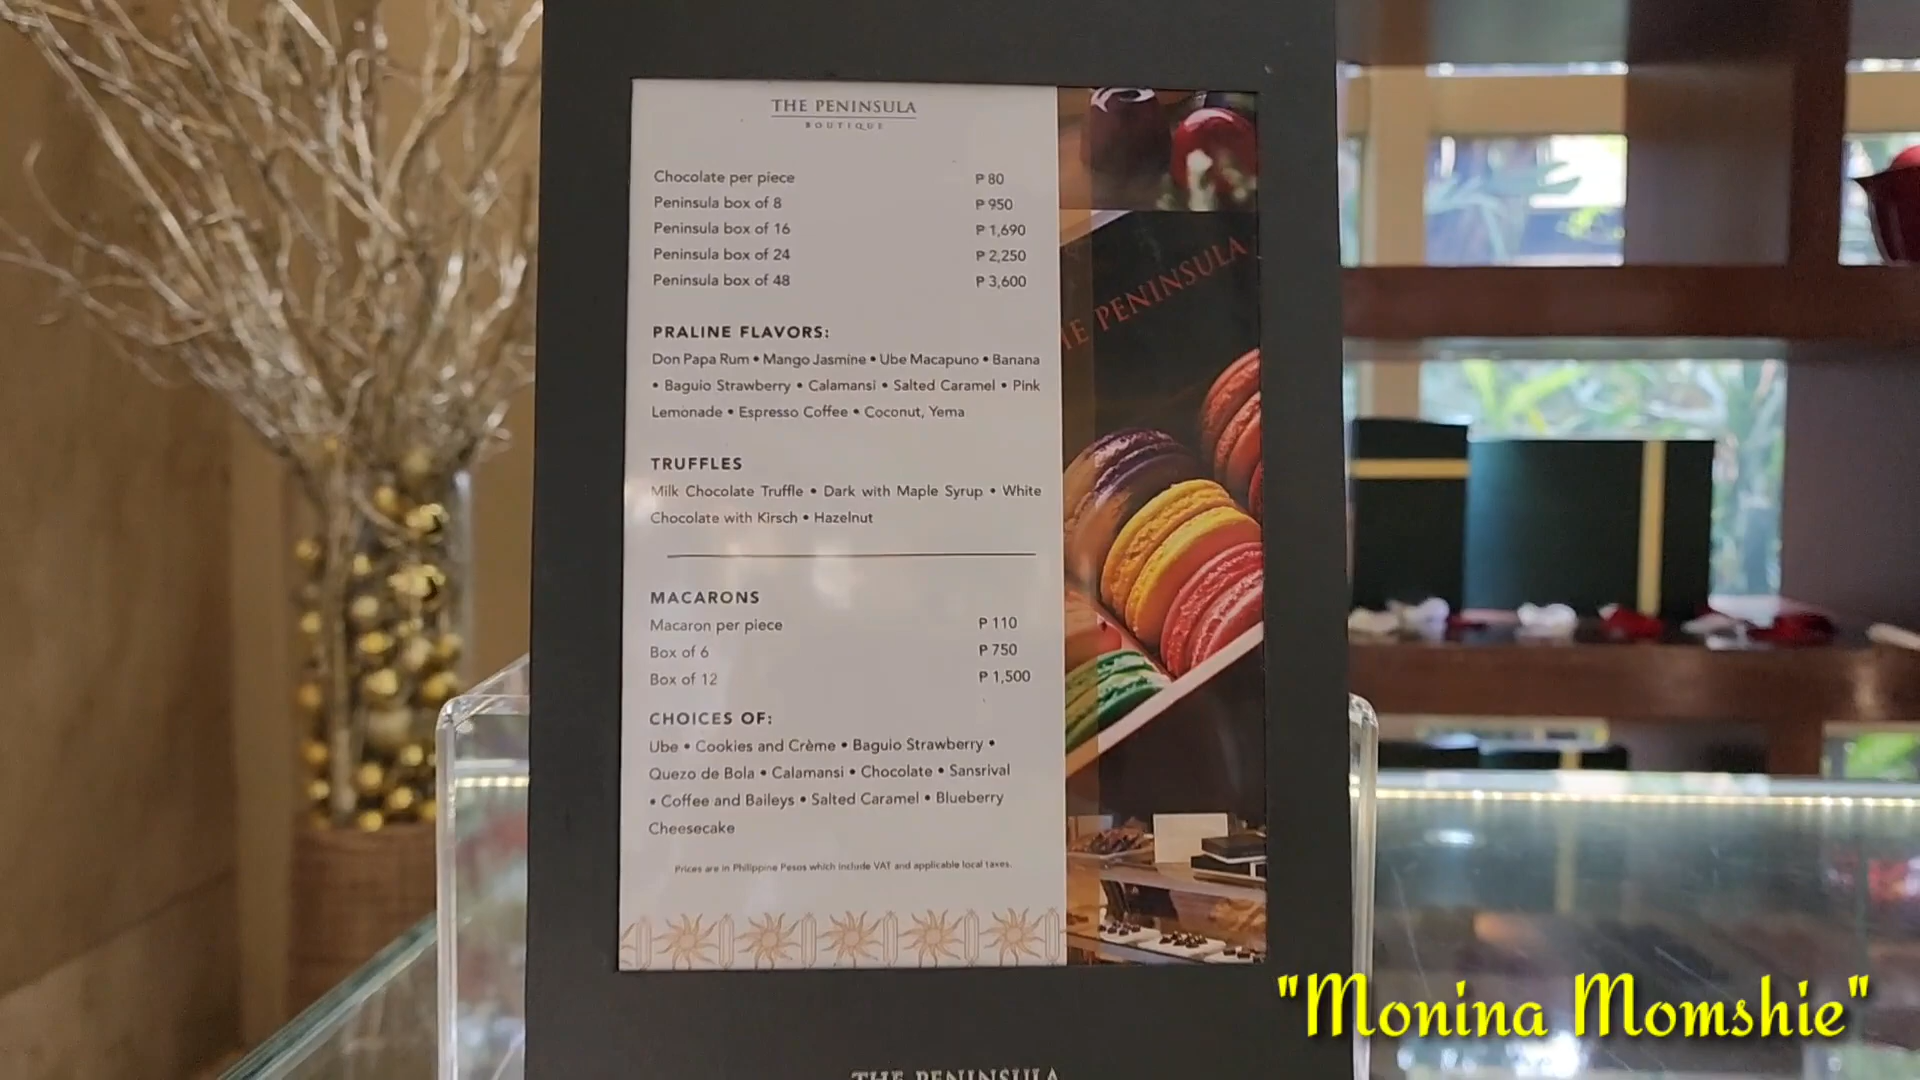 THE PENINSULA
BOUTIQUE
Chocolate per piece ₱ 80
Peninsula box of 8 ₱ 950
Peninsula box of 16 ₱ 1,690
Peninsula box of 24 ₱ 2,250
Peninsula box of 48 ₱ 3,600
PRALINE FLAVORS:
Don Papa Rum • Mango Jasmine • Ube Macapuno • Banana
• Baguio Strawberry • Calamansi • Salted Caramel • Pink
Lemonade • Espresso Coffee • Coconut, Yema
TRUFFLES
Milk Chocolate Truffle • Dark with Maple Syrup • White
Chocolate with Kirsch • Hazelnut
MACARONS
Macaron per piece ₱ 110
Box of 6 ₱ 750
Box of 12 ₱ 1,500
CHOICES OF:
Ube • Cookies and Crème • Baguio Strawberry •
Quezo de Bola • Calamansi • Chocolate • Sansrival
• Coffee and Baileys • Salted Caramel • Blueberry
Cheesecake
Prices are in Philippine Pesos which include VAT and applicable local taxes.
HE PENINSULA
THE PENINSULA
"Monina Momshie"